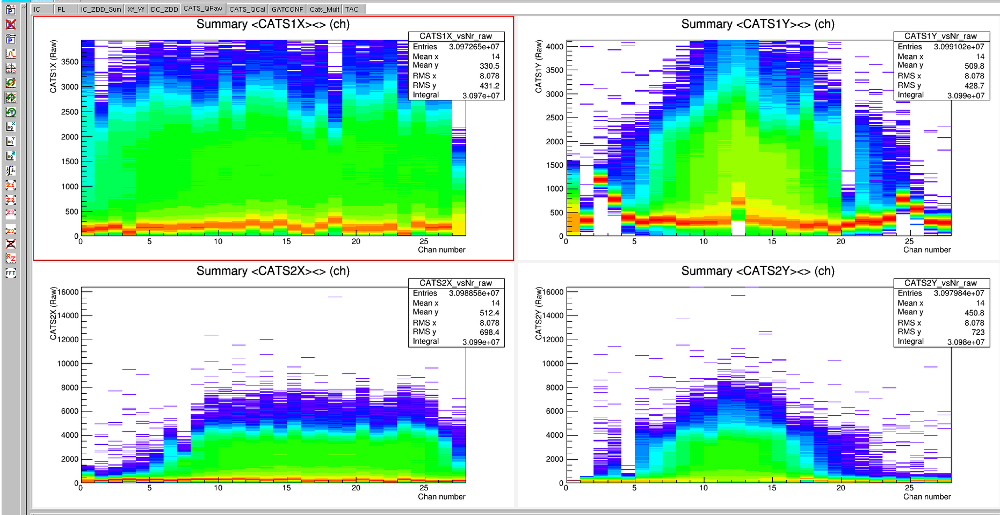 IC PL IC_ZDD_Sum Xf_Yf DC_ZDD CATS_QRaw CATS_QCal GATCONF Cats_Mult TAC
Summary <CATS1X><> (ch)
CATS1X (Raw)
3500
3000
2500
2000
1500
1000
500
0
0 5 10 15 20 25
Chan number
CATS1X_vsNr_raw
Entries 3.097265e+07
Mean x 14
Mean y 330.5
RMS x 8.078
RMS y 431.2
Integral 3.097e+07
Summary <CATS1Y><> (ch)
CATS1Y (Raw)
4000
3500
3000
2500
2000
1500
1000
500
0
0 5 10 15 20 25
Chan number
CATS1Y_vsNr_raw
Entries 3.099102e+07
Mean x 14
Mean y 509.8
RMS x 8.078
RMS y 428.7
Integral 3.099e+07
Summary <CATS2X><> (ch)
CATS2X (Raw)
16000
14000
12000
10000
8000
6000
4000
2000
0
0 5 10 15 20 25
Chan number
CATS2X_vsNr_raw
Entries 3.098858e+07
Mean x 14
Mean y 512.4
RMS x 8.078
RMS y 698.4
Integral 3.099e+07
Summary <CATS2Y><> (ch)
CATS2Y (Raw)
16000
14000
12000
10000
8000
6000
4000
2000
0
0 5 10 15 20 25
Chan number
CATS2Y_vsNr_raw
Entries 3.097984e+07
Mean x 14
Mean y 450.8
RMS x 8.078
RMS y 723
Integral 3.098e+07
P
P
Z1
Z2
Z3
Z3
Z
RZ
FFT